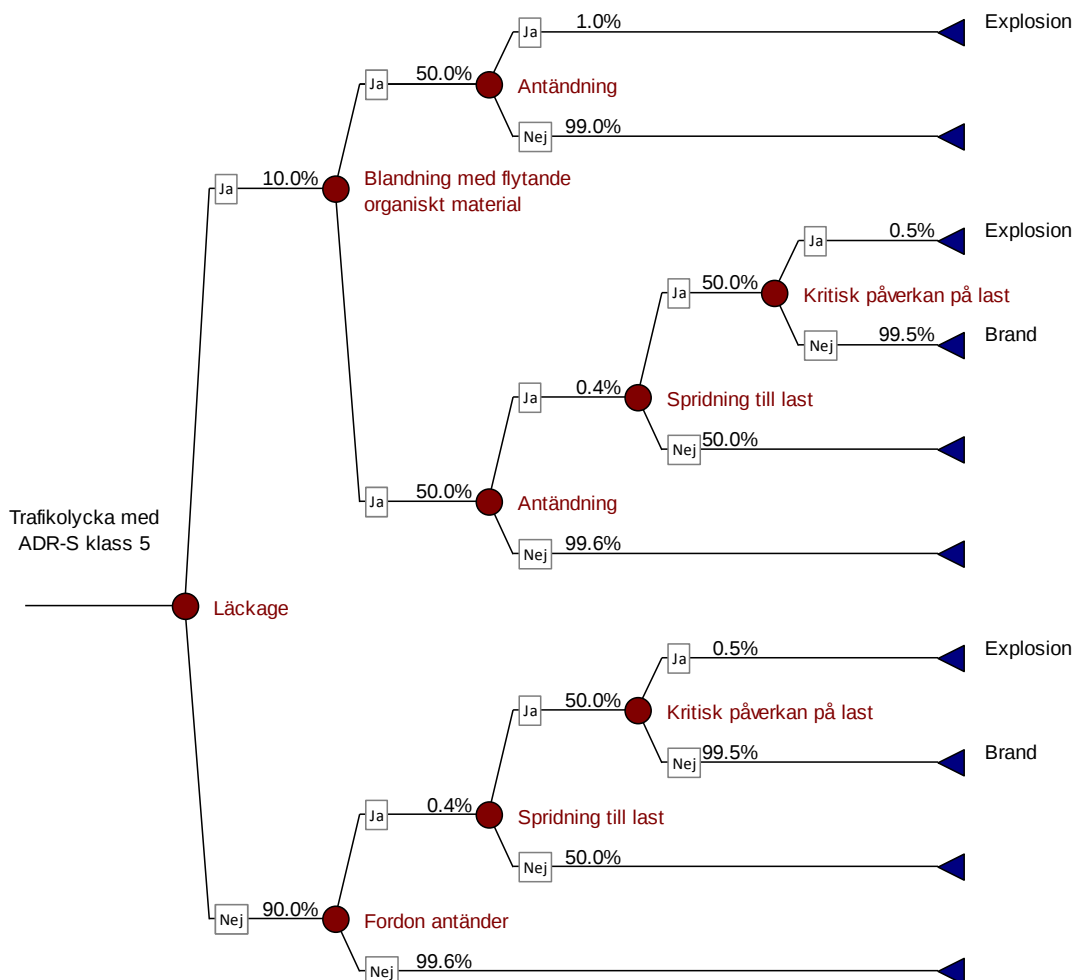 Ja
1.0%
Explosion
Ja
50.0%
Antändning
Nej
99.0%
Ja
10.0%
Blandning med flytande
organiskt material
Ja
0.5%
Explosion
Ja
50.0%
Kritisk påverkan på last
Nej
99.5%
Brand
Ja
0.4%
Spridning till last
Nej
50.0%
Ja
50.0%
Antändning
Nej
99.6%
Trafikolycka med
ADR-S klass 5
Läckage
Ja
0.5%
Explosion
Ja
50.0%
Kritisk påverkan på last
Nej
99.5%
Brand
Ja
0.4%
Spridning till last
Nej
50.0%
Nej
90.0%
Fordon antänder
Nej
99.6%